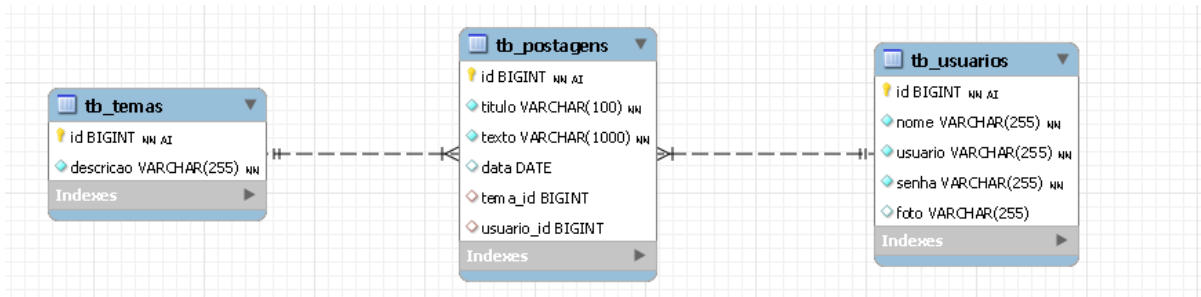 tb_temas
id BIGINT NN AI
descricao VARCHAR(255) NN
Indexes
tb_postagens
id BIGINT NN AI
titulo VARCHAR(100) NN
texto VARCHAR(1000) NN
data DATE
tema_id BIGINT
usuario_id BIGINT
Indexes
tb_usuarios
id BIGINT NN AI
nome VARCHAR(255) NN
usuario VARCHAR(255) NN
senha VARCHAR(255) NN
foto VARCHAR(255)
Indexes